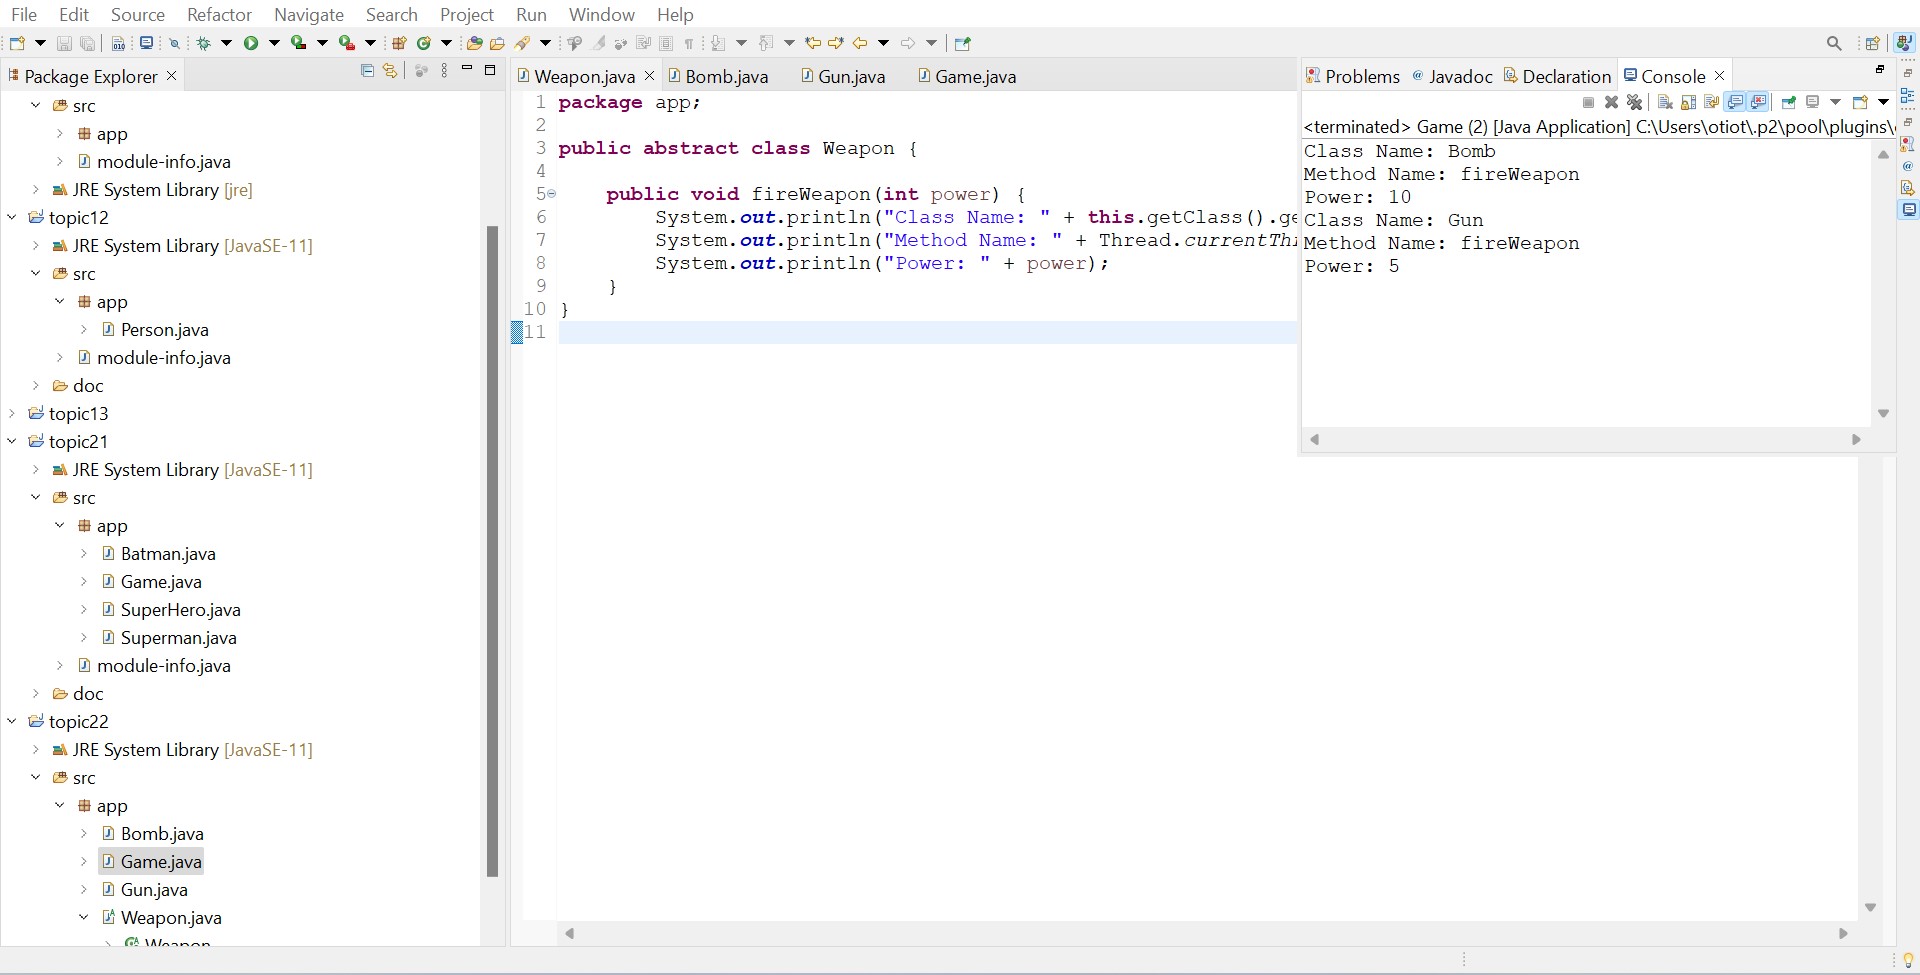 File Edit Source Refactor Navigate Search Project Run Window Help
Package Explorer
src
app
module-info.java
JRE System Library [jre]
topic12
JRE System Library [JavaSE-11]
src
app
Person.java
module-info.java
doc
topic13
topic21
JRE System Library [JavaSE-11]
src
app
Batman.java
Game.java
SuperHero.java
Superman.java
module-info.java
doc
topic22
JRE System Library [JavaSE-11]
src
app
Bomb.java
Game.java
Gun.java
Weapon.java
Weapon
Weapon.java Bomb.java Gun.java Game.java
1 package app;
2
3 public abstract class Weapon {
4
5 public void fireWeapon(int power) {
6 System.out.println("Class Name: " + this.getClass().ge
7 System.out.println("Method Name: " + Thread.currentThr
8 System.out.println("Power: " + power);
9 }
10 }
11
Problems Javadoc Declaration Console
<terminated> Game (2) [Java Application] C:\Users\otiot\.p2\pool\plugins\
Class Name: Bomb
Method Name: fireWeapon
Power: 10
Class Name: Gun
Method Name: fireWeapon
Power: 5